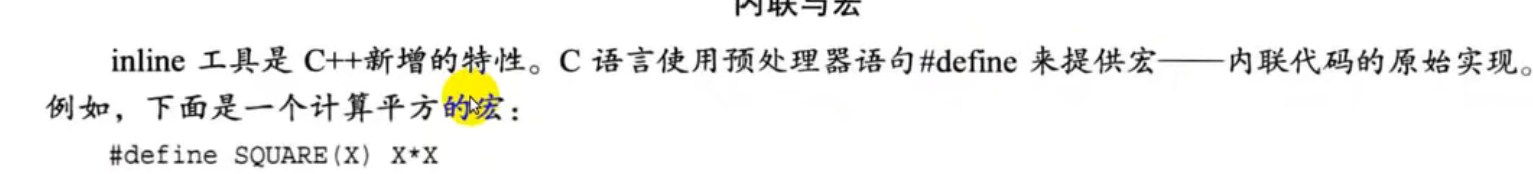 内联与宏
inline 工具是 C++新增的特性。C 语言使用预处理器语句#define 来提供宏——内联代码的原始实现。
例如，下面是一个计算平方的宏：
#define SQUARE(X) X*X